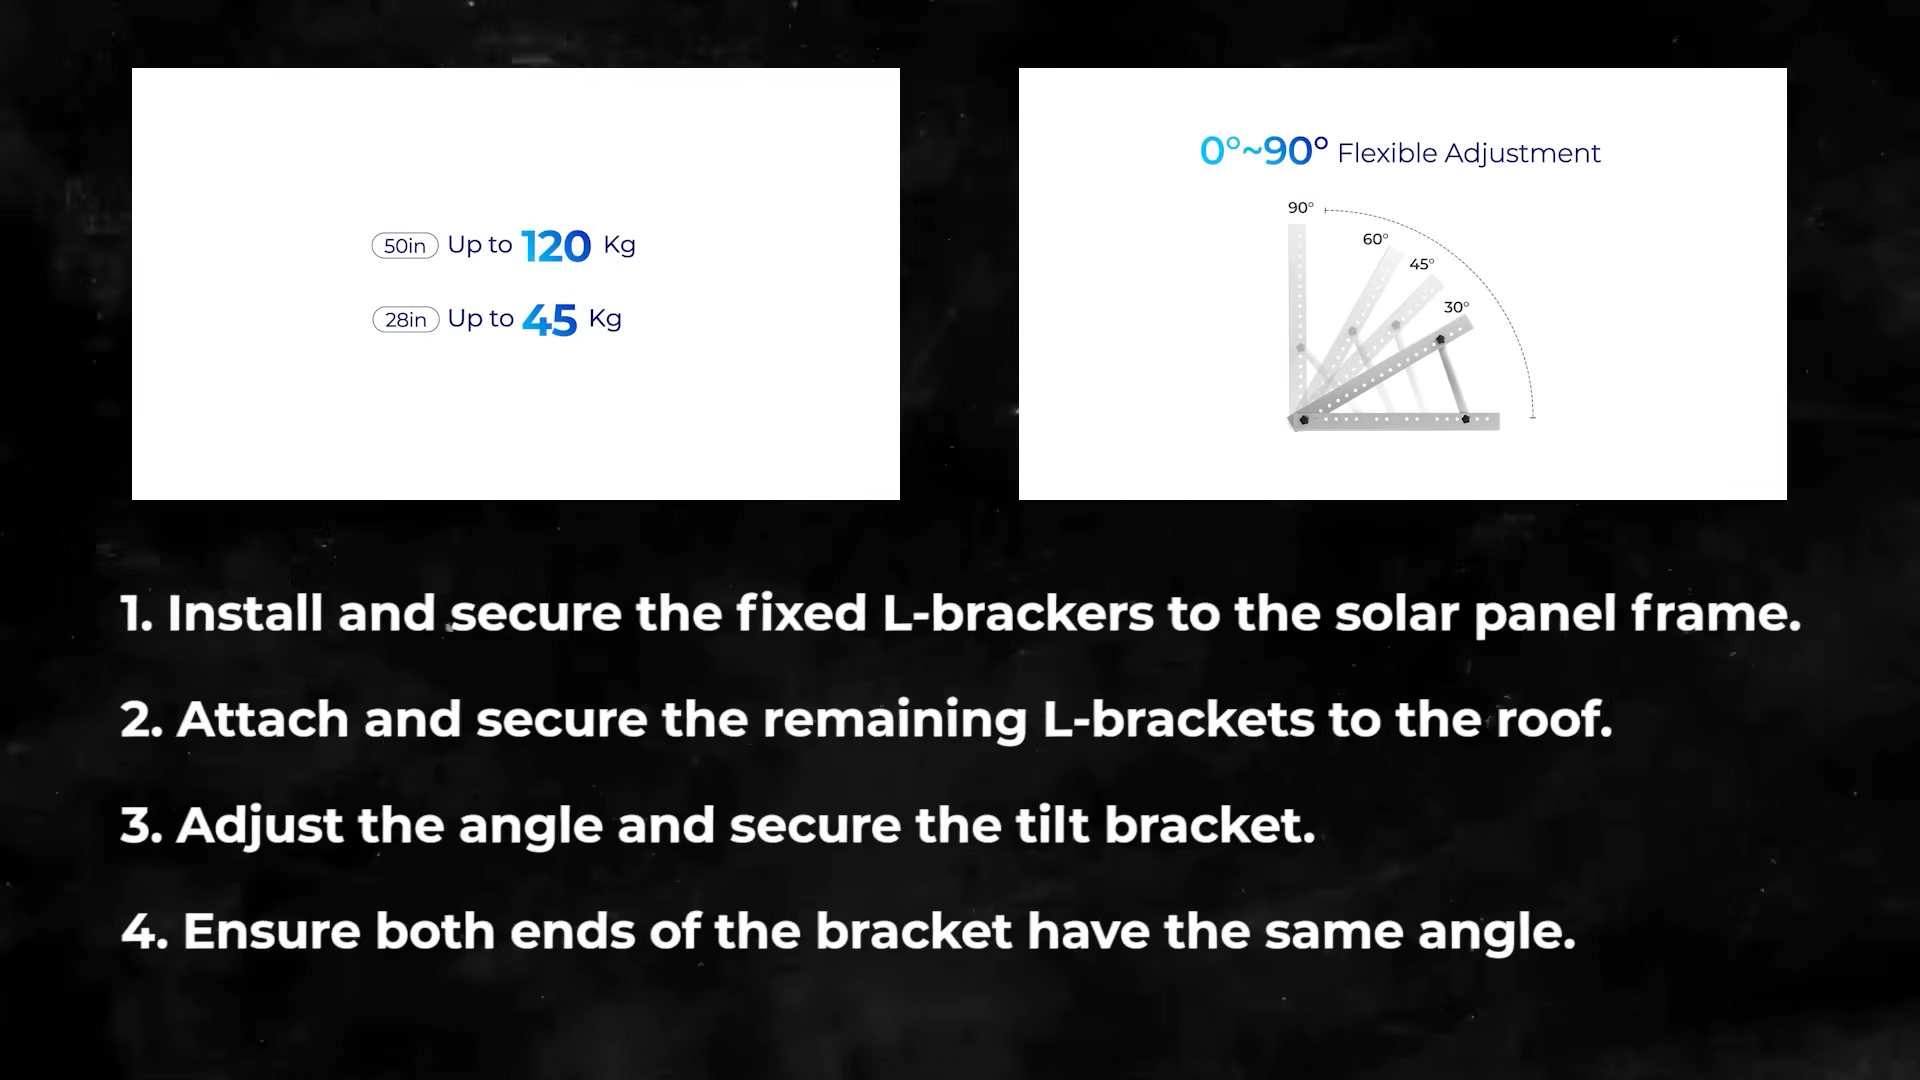 50in Up to 120 Kg
28in Up to 45 Kg
0°~90° Flexible Adjustment
90°
60°
45°
30°
1. Install and secure the fixed L-brackers to the solar panel frame.
2. Attach and secure the remaining L-brackets to the roof.
3. Adjust the angle and secure the tilt bracket.
4. Ensure both ends of the bracket have the same angle.